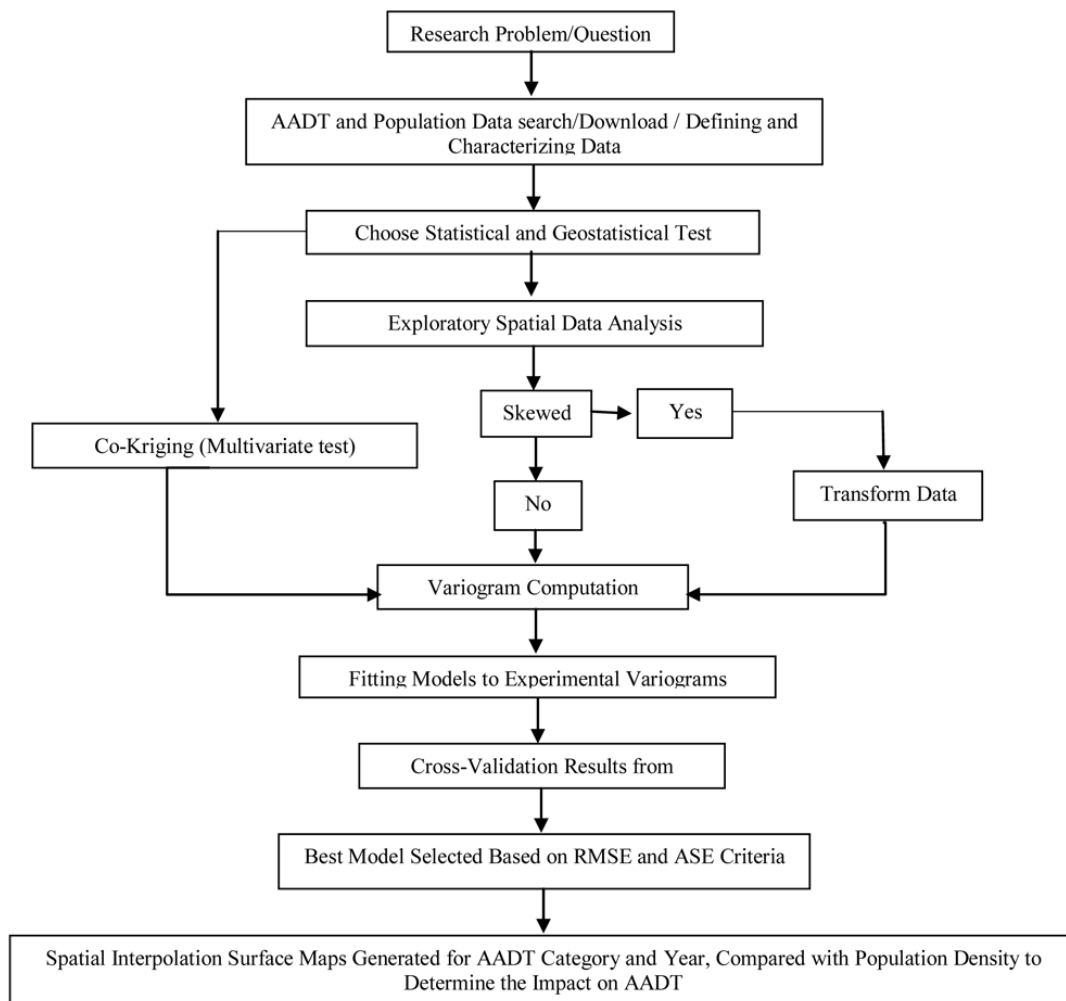 Research Problem/Question
AADT and Population Data search/Download / Defining and
Characterizing Data
Choose Statistical and Geostatistical Test
Exploratory Spatial Data Analysis
Skewed
Yes
Co-Kriging (Multivariate test)
No
Transform Data
Variogram Computation
Fitting Models to Experimental Variograms
Cross-Validation Results from
Best Model Selected Based on RMSE and ASE Criteria
Spatial Interpolation Surface Maps Generated for AADT Category and Year, Compared with Population Density to
Determine the Impact on AADT